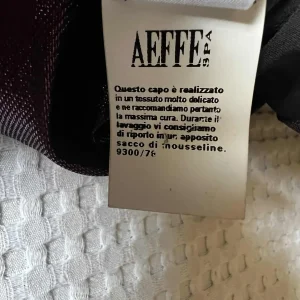 AEFFE SPA
Questo capo è realizzato
in un tessuto molto delicato
e ne raccomandiamo pertanto
la massima cura. Durante il
lavaggio vi consigliamo
di riporlo in un apposito
sacco di mousseline.
9300/76